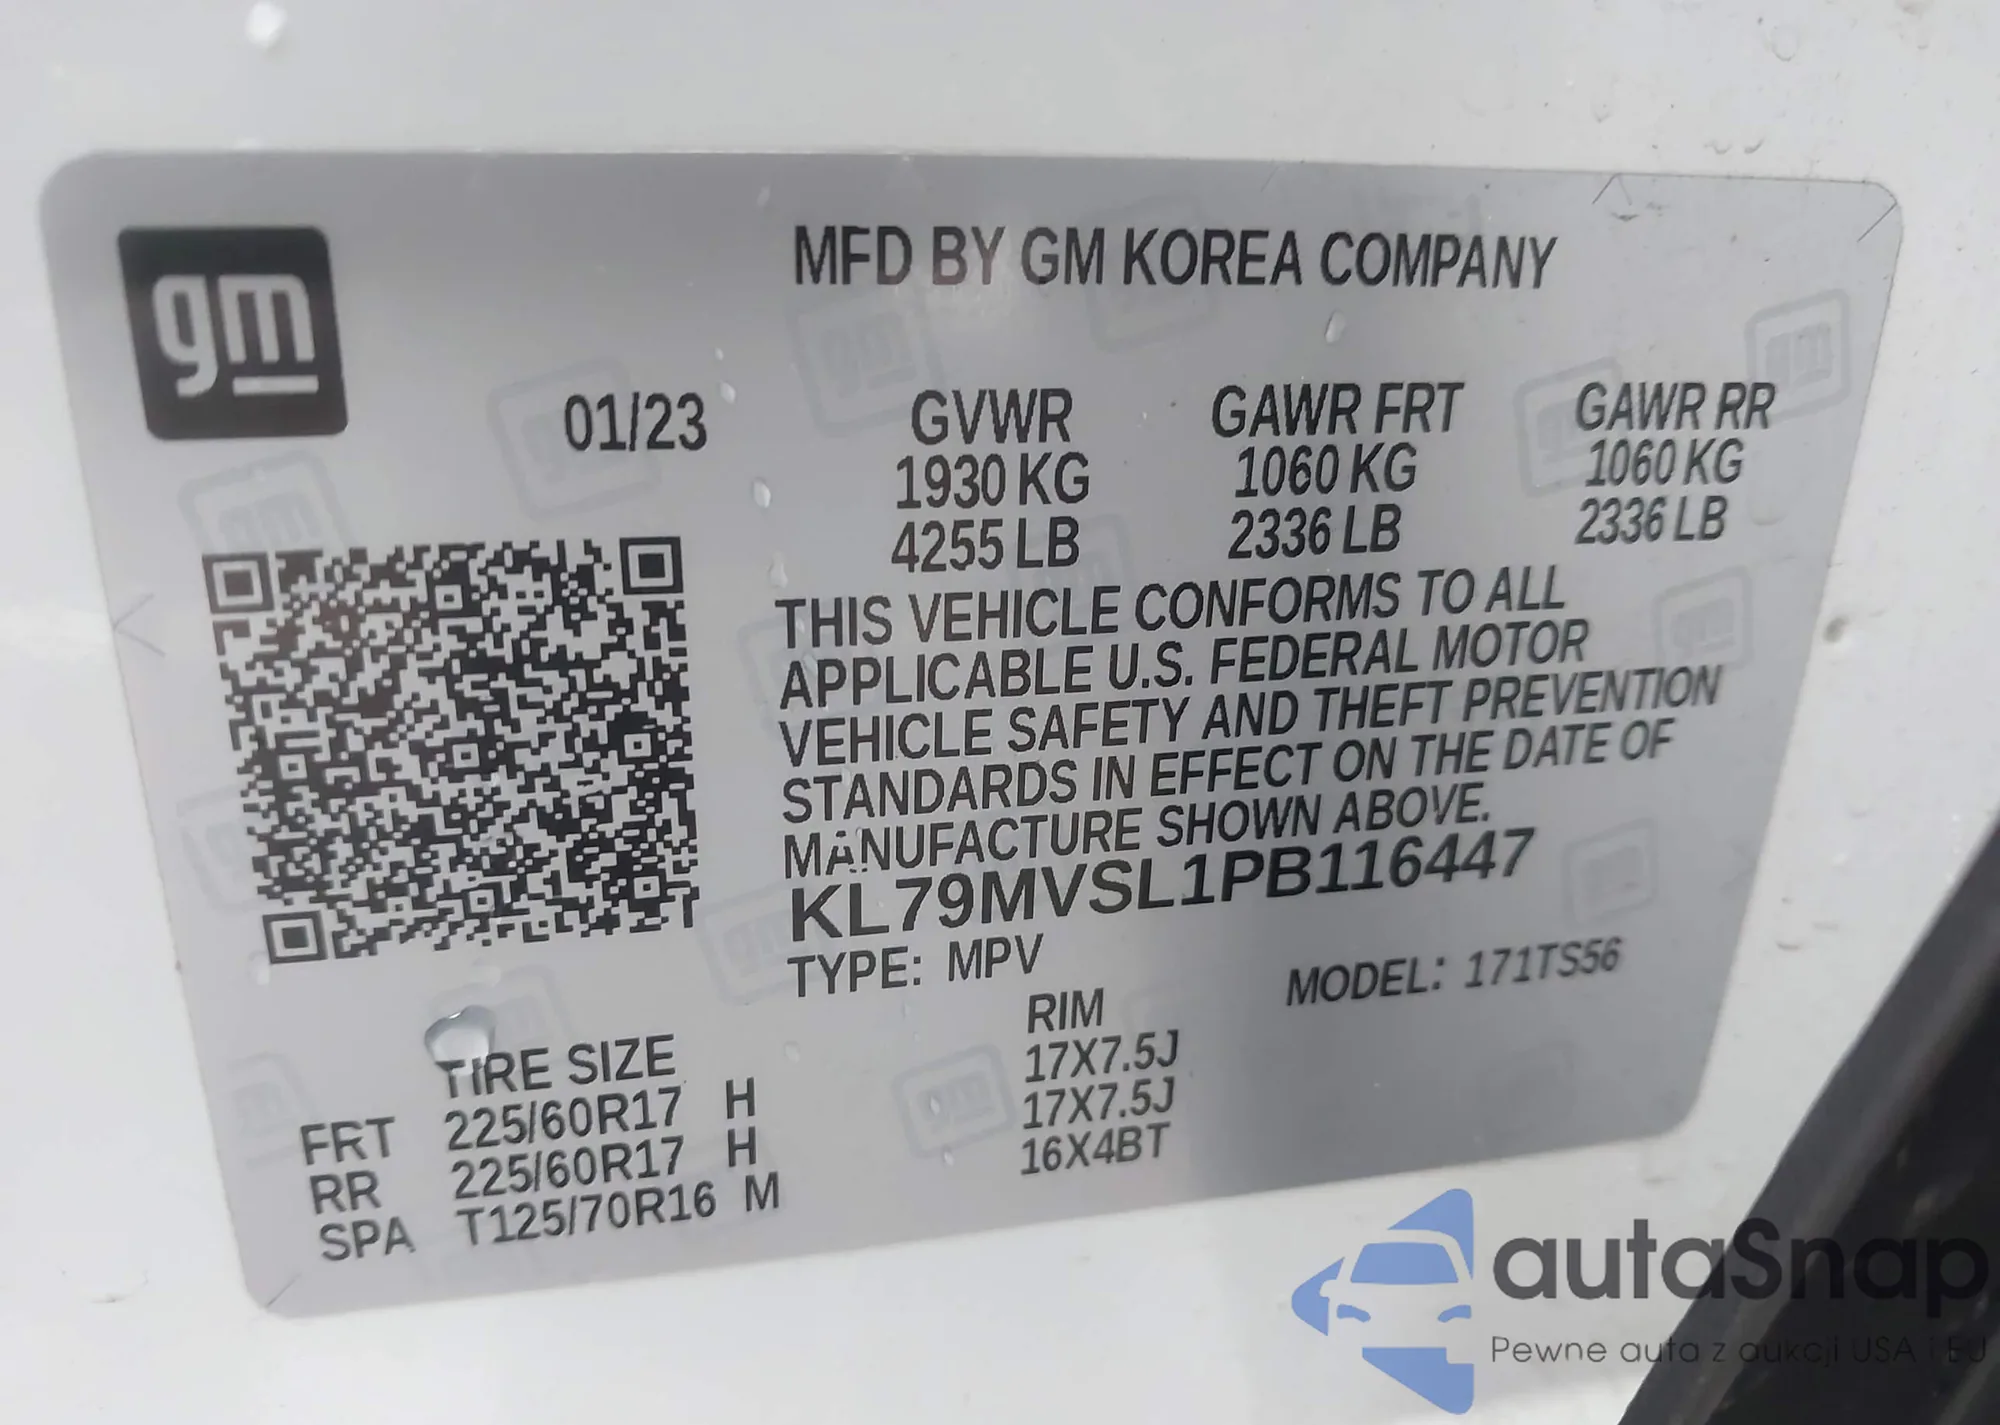 gm
MFD BY GM KOREA COMPANY
01/23
GVWR GAWR FRT GAWR RR
1930 KG 1060 KG 1060 KG
4255 LB 2336 LB 2336 LB
THIS VEHICLE CONFORMS TO ALL
APPLICABLE U.S. FEDERAL MOTOR
VEHICLE SAFETY AND THEFT PREVENTION
STANDARDS IN EFFECT ON THE DATE OF
MANUFACTURE SHOWN ABOVE.
KL79MVSL1PB116447
TYPE: MPV MODEL: 171TS56
TIRE SIZE RIM
FRT 225/60R17 H 17X7.5J
RR 225/60R17 H 17X7.5J
SPA T125/70R16 M 16X4BT
autaSnap
Pewne auta z aukcji USA i EU